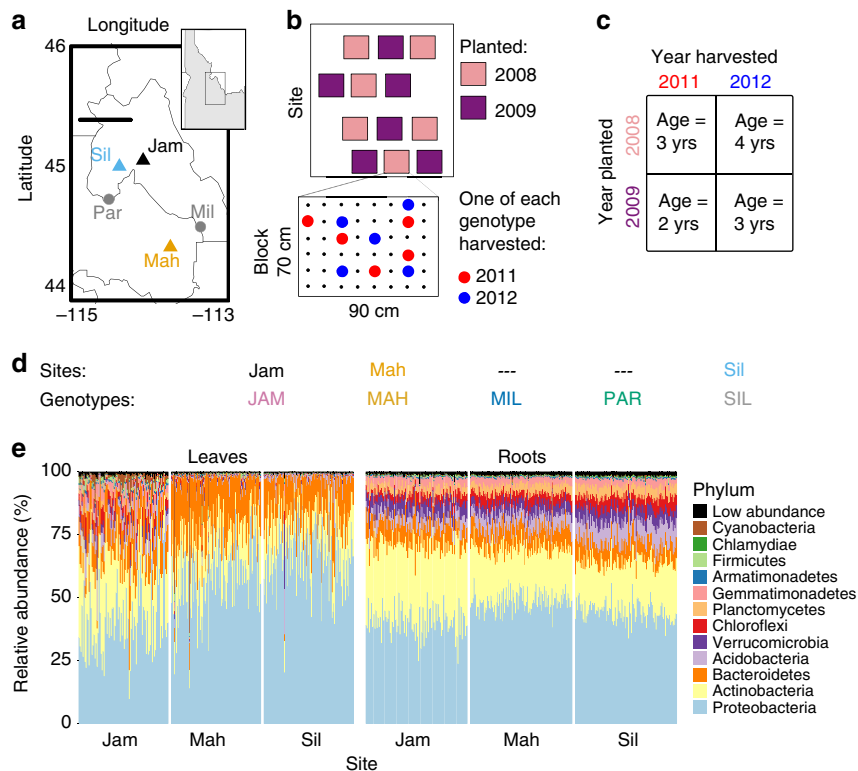 a
Longitude
46
45
44
Latitude
Sil
Jam
Par
Mil
Mah
–115
–113
b
Site
Planted:
2008
2009
Block
70 cm
90 cm
One of each
genotype
harvested:
2011
2012
c
Year harvested
2011 2012
Year planted
2008
2009
Age =
3 yrs
Age =
4 yrs
Age =
2 yrs
Age =
3 yrs
d
Sites: Jam Mah --- --- Sil
Genotypes: JAM MAH MIL PAR SIL
e
Leaves Roots
Relative abundance (%)
100
75
50
25
0
Jam Mah Sil Jam Mah Sil
Site
Phylum
Low abundance
Cyanobacteria
Chlamydiae
Firmicutes
Armatimonadetes
Gemmatimonadetes
Planctomycetes
Chloroflexi
Verrucomicrobia
Acidobacteria
Bacteroidetes
Actinobacteria
Proteobacteria